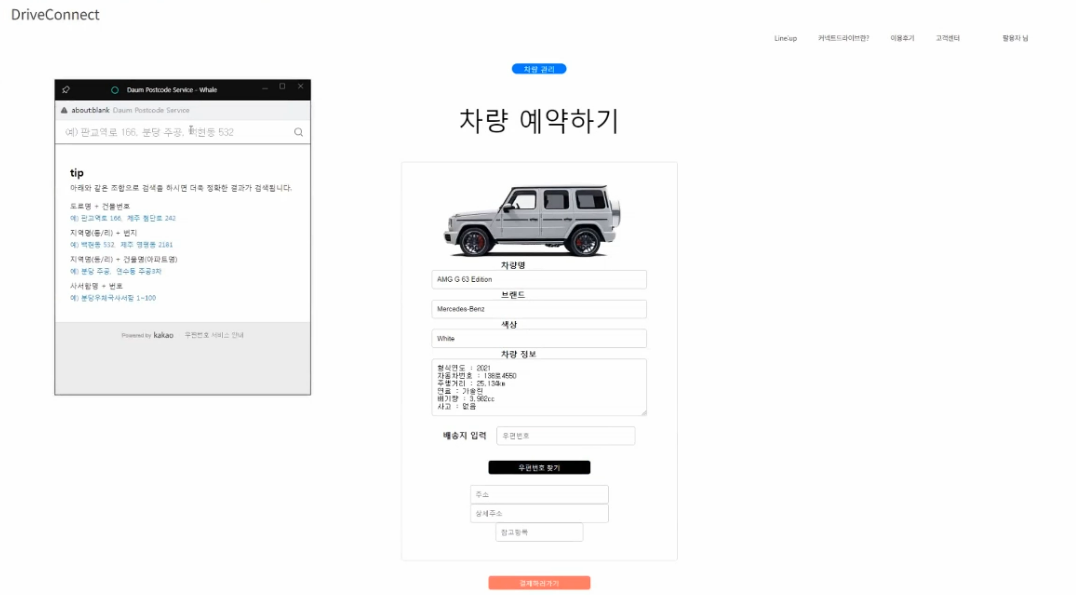 DriveConnect
Line-up 커넥트드라이브란? 이용후기 고객센터 님
Daum Postcode Service - Whale
about:blank Daum Postcode Service
예) 판교역로 166, 분당 주공, 백현동 532
tip
아래와 같은 조합으로 검색을 하시면 더욱 정확한 결과가 검색됩니다.
도로명 + 건물번호
예) 판교역로 166, 제주 첨단로 242
지역명(동/리) + 번지
예) 백현동 532, 제주 영평동 2181
지역명(동/리) + 건물명(아파트명)
예) 분당 주공, 연수동 주공3차
사서함명 + 번호
예) 분당우체국사서함 1~100
Powered by kakao 우편번호 서비스 안내
차량 관리
차량 예약하기
차량명
AMG G 63 Edition
브랜드
Mercedes-Benz
색상
White
차량 정보
형식연도 : 2021
자동차번호 : 138로4550
주행거리 : 25,134km
연료 : 가솔린
배기량 : 3,982cc
사고 : 없음
배송지 입력 우편번호
우편번호 찾기
주소
상세주소
참고항목
결제하러가기